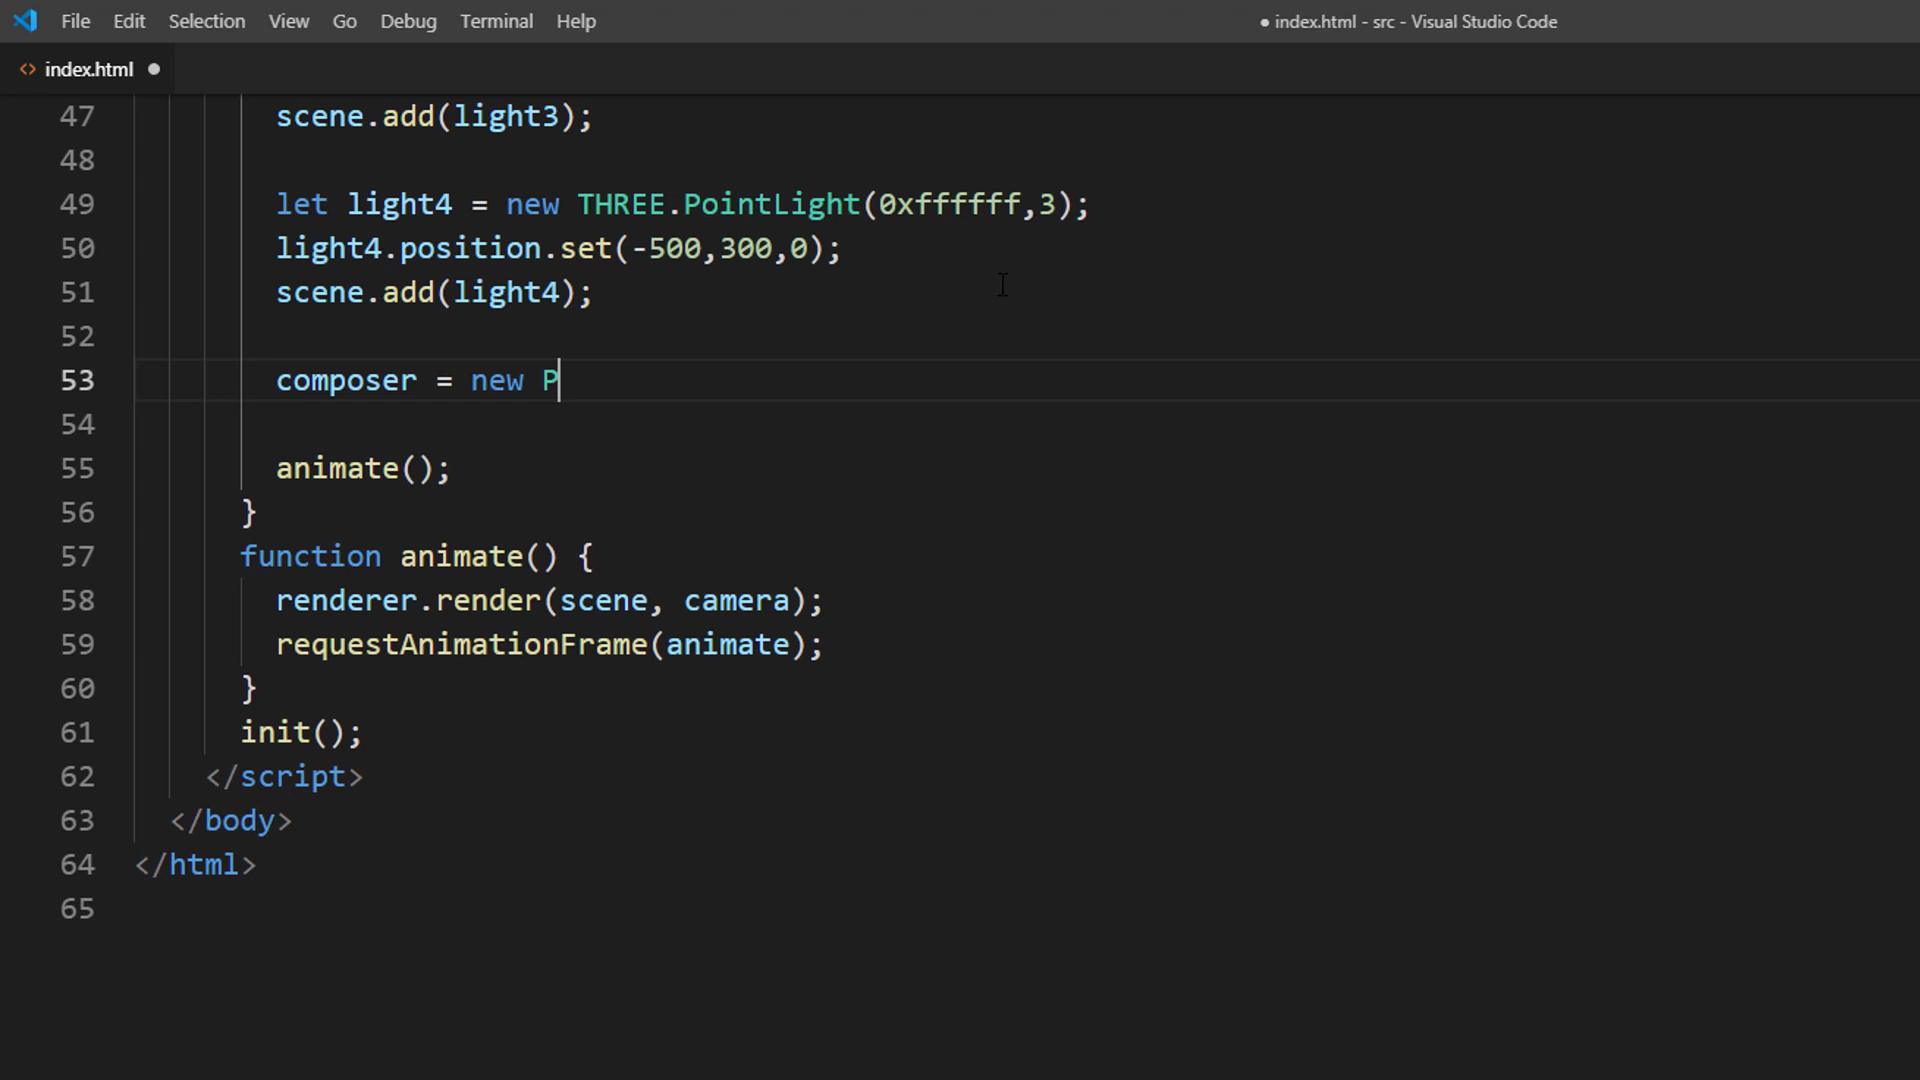 File Edit Selection View Go Debug Terminal Help ● index.html - src - Visual Studio Code
<> index.html ●
47 scene.add(light3);
48
49 let light4 = new THREE.PointLight(0xffffff,3);
50 light4.position.set(-500,300,0);
51 scene.add(light4);
52
53 composer = new P
54
55 animate();
56 }
57 function animate() {
58 renderer.render(scene, camera);
59 requestAnimationFrame(animate);
60 }
61 init();
62 </script>
63 </body>
64 </html>
65